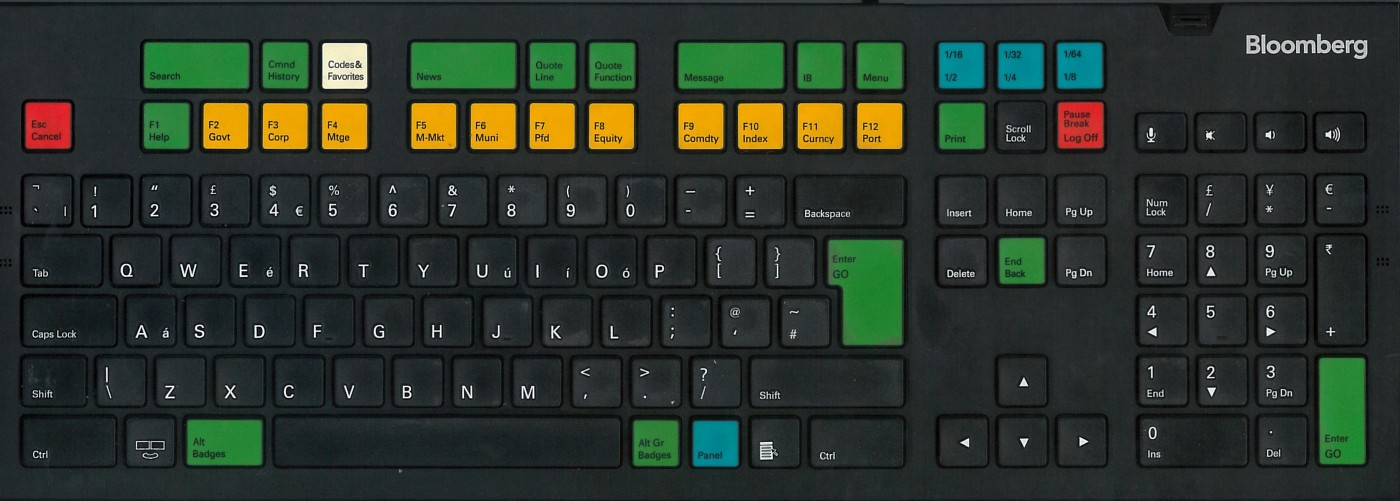 Bloomberg
Search Cmnd History Codes& Favorites News Quote Line Quote Function Message IB Menu 1/16 1/2 1/32 1/4 1/64 1/8
Esc Cancel F1 Help F2 Govt F3 Corp F4 Mtge F5 M-Mkt F6 Muni F7 Pfd F8 Equity F9 Comdty F10 Index F11 Curncy F12 Port Print Scroll Lock Pause Break Log Off
¬ ` | ! 1 “ 2 £ 3 $ 4 € % 5 ^ 6 & 7 * 8 ( 9 ) 0 – - + = Backspace Insert Home Pg Up Num Lock £ / ¥ * € -
Tab Q W E é R T Y U ú I í O ó P { [ } ] Enter GO Delete End Back Pg Dn 7 Home 8 ▲ 9 Pg Up ₹ +
Caps Lock A á S D F G H J K L : ; @ ‘ ~ # 4 ◄ 5 6 ►
Shift | \ Z X C V B N M < , > . ? / Shift ▲ 1 End 2 ▼ 3 Pg Dn Enter GO
Ctrl Alt Badges Alt Gr Badges Panel Ctrl ◄ ▼ ► 0 Ins . Del